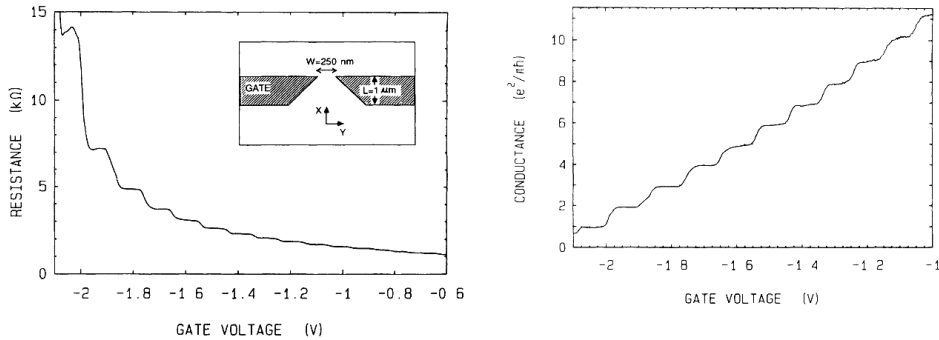 15
10
5
0
RESISTANCE (kΩ)
W=250 nm
GATE
L=1 μm
X
Y
-2 -1.8 -1.6 -1.4 -1.2 -1 -0.8 -0 6
GATE VOLTAGE (V)
10
8
6
4
2
0
CONDUCTANCE (e²/πħ)
-2 -1 8 -1 6 -1 4 -1 2 -1
GATE VOLTAGE (V)